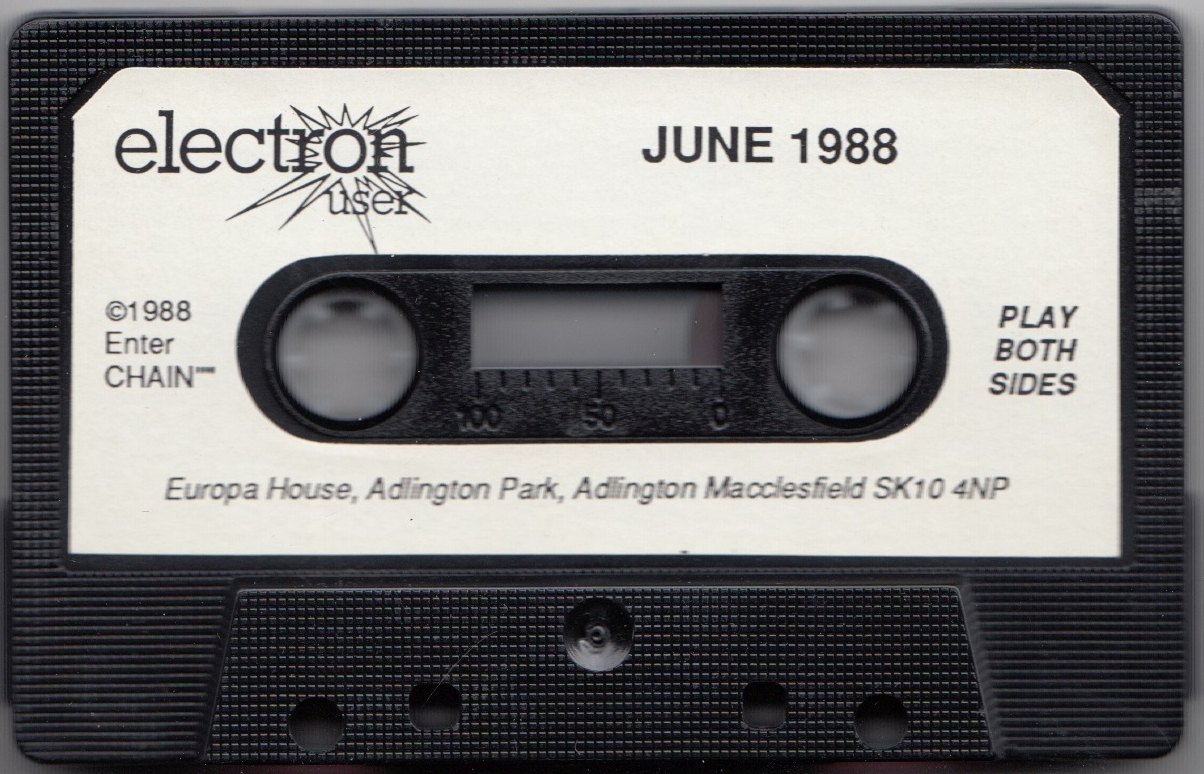 electron
user
JUNE 1988
©1988
Enter
CHAIN""
PLAY
BOTH
SIDES
100 50 0
Europa House, Adlington Park, Adlington Macclesfield SK10 4NP